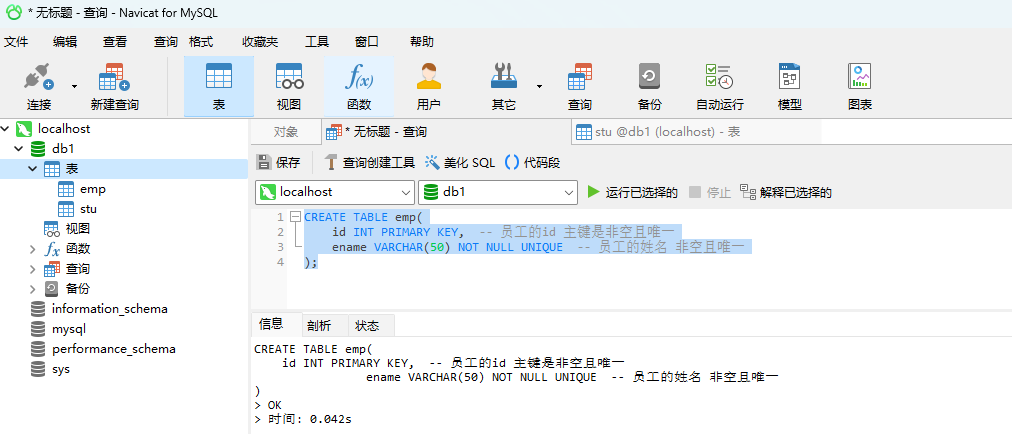 * 无标题 - 查询 - Navicat for MySQL
文件 编辑 查看 查询 格式 收藏夹 工具 窗口 帮助
连接 新建查询 表 视图 函数 用户 其它 查询 备份 自动运行 模型 图表
localhost
db1
表
emp
stu
视图
函数
查询
备份
information_schema
mysql
performance_schema
sys
对象 * 无标题 - 查询 stu @db1 (localhost) - 表
保存 查询创建工具 美化 SQL () 代码段
localhost db1 运行已选择的 停止 解释已选择的
1 CREATE TABLE emp(
2 id INT PRIMARY KEY, -- 员工的id 主键是非空且唯一
3 ename VARCHAR(50) NOT NULL UNIQUE -- 员工的姓名 非空且唯一
4 );
信息 剖析 状态
CREATE TABLE emp(
id INT PRIMARY KEY, -- 员工的id 主键是非空且唯一
ename VARCHAR(50) NOT NULL UNIQUE -- 员工的姓名 非空且唯一
)
> OK
> 时间: 0.042s